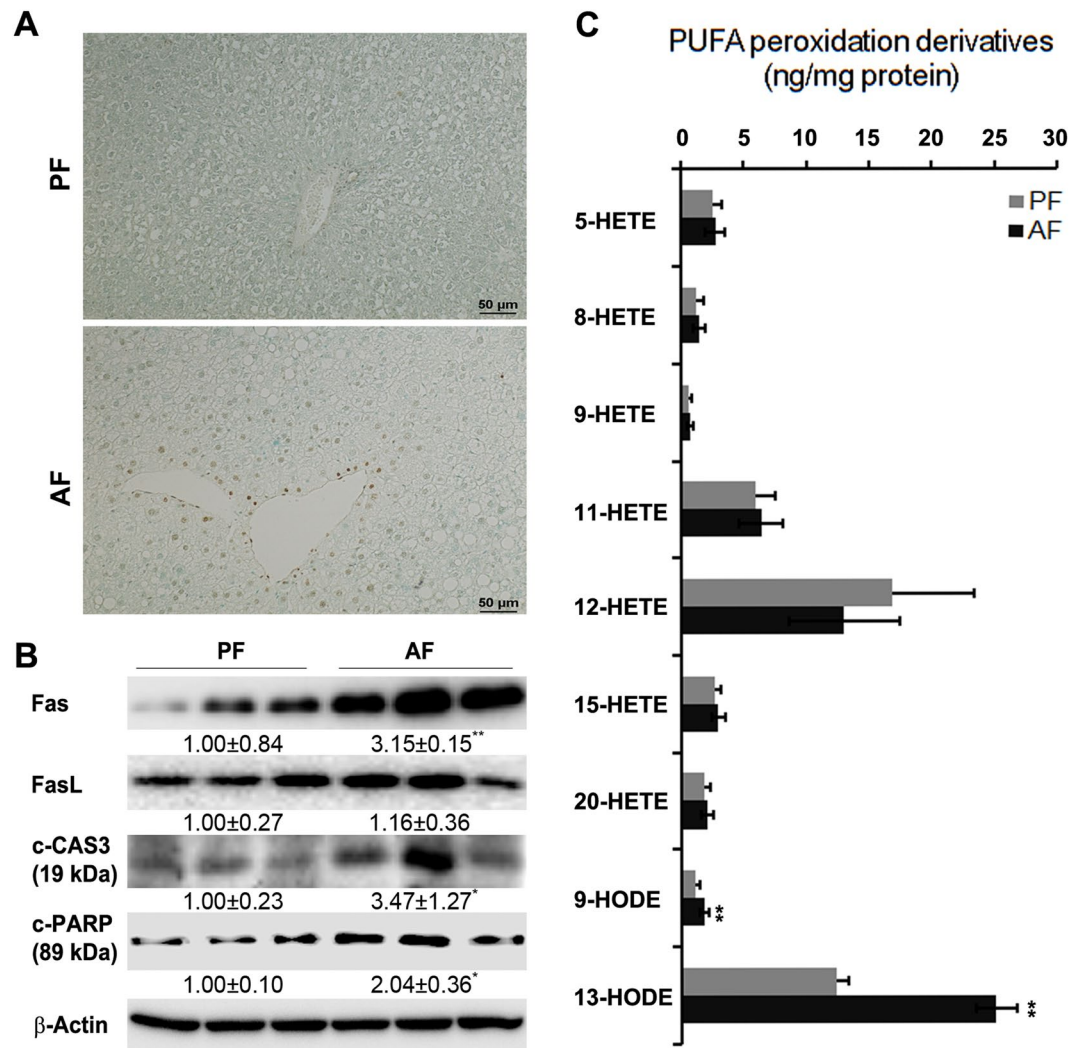 A
PF
50 µm
AF
50 µm
B
PF AF
Fas
1.00±0.84 3.15±0.15**
FasL
1.00±0.27 1.16±0.36
c-CAS3
(19 kDa)
1.00±0.23 3.47±1.27*
c-PARP
(89 kDa)
1.00±0.10 2.04±0.36*
β-Actin
C
PUFA peroxidation derivatives
(ng/mg protein)
0 5 10 15 20 25 30
PF
AF
5-HETE
8-HETE
9-HETE
11-HETE
12-HETE
15-HETE
20-HETE
9-HODE **
13-HODE **